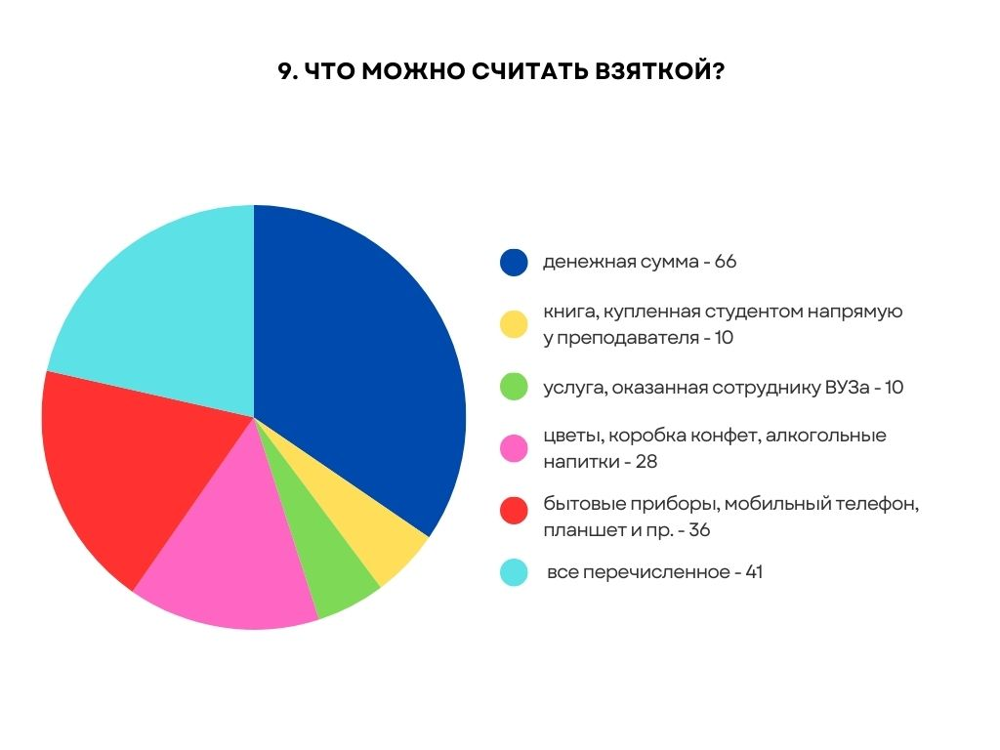 9. ЧТО МОЖНО СЧИТАТЬ ВЗЯТКОЙ?
денежная сумма - 66
книга, купленная студентом напрямую
у преподавателя - 10
услуга, оказанная сотруднику ВУЗа - 10
цветы, коробка конфет, алкогольные
напитки - 28
бытовые приборы, мобильный телефон,
планшет и пр. - 36
все перечисленное - 41